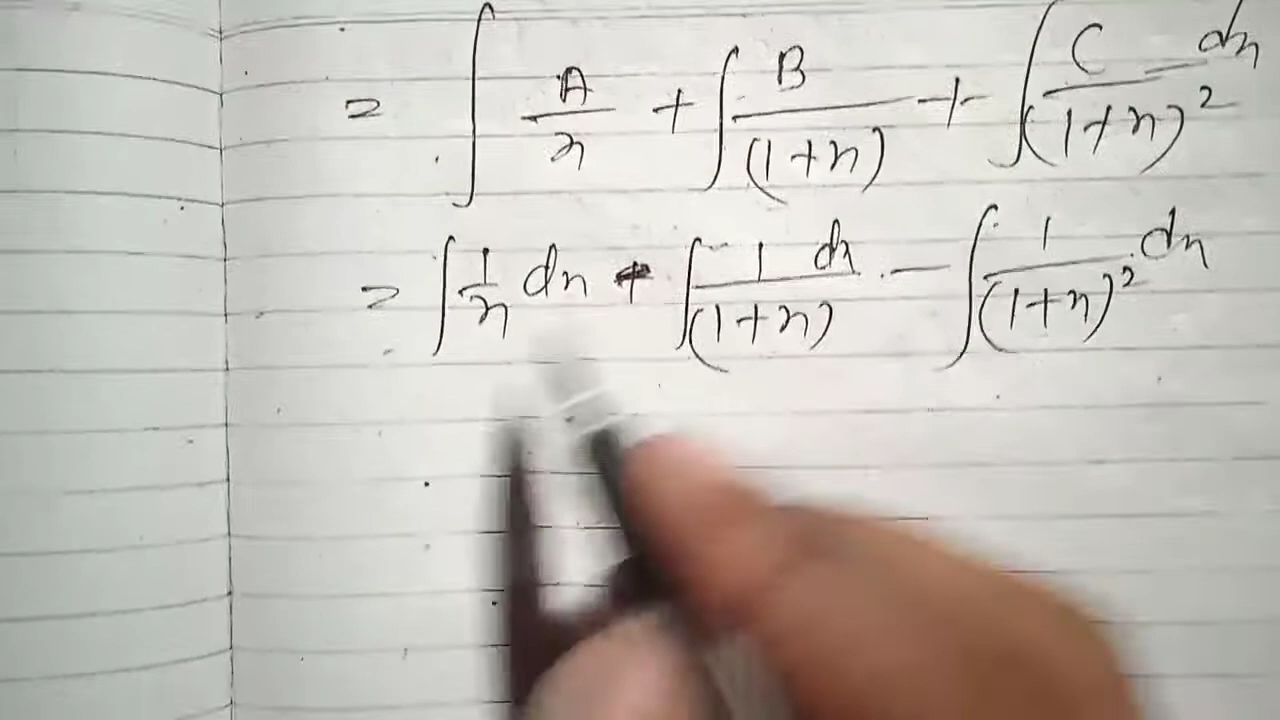 = ∫ A/x + ∫ B/(1+x) + ∫ C/(1+x)² dx
= ∫ 1/x dx + ∫ 1/(1+x) dx − ∫ 1/(1+x)² dx